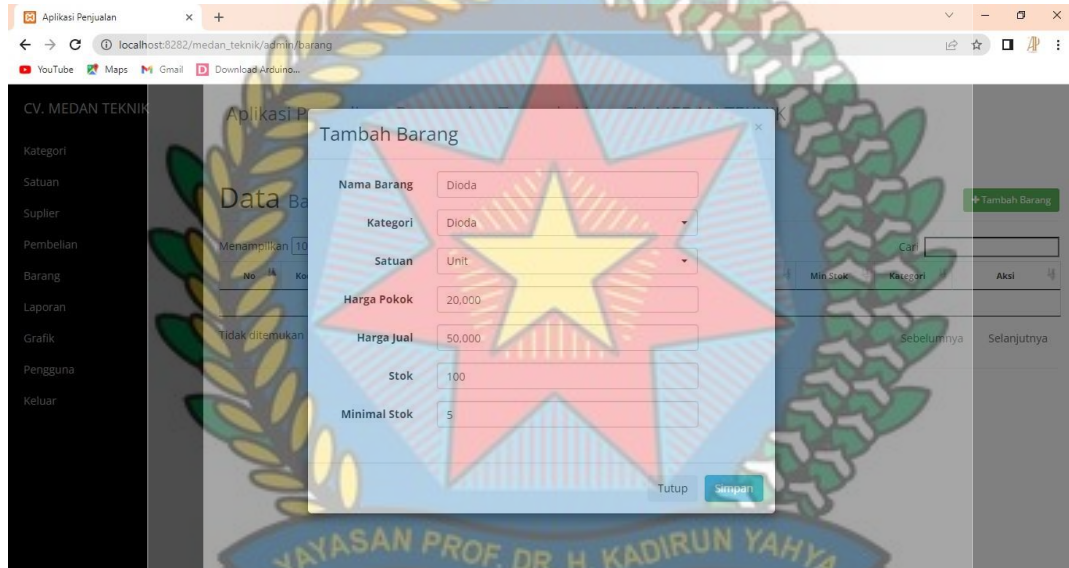 Aplikasi Penjualan
localhost:8282/medan_teknik/admin/barang
YouTube Maps Gmail Download Arduino...
CV. MEDAN TEKNIK
Kategori
Satuan
Suplier
Pembelian
Barang
Laporan
Grafik
Pengguna
Keluar
Aplikasi P
Data Ba
+ Tambah Barang
Menampilkan 10
Cari
No Ko Min Stok Kategori Aksi
Tidak ditemukan
Sebelumnya Selanjutnya
Tambah Barang
Nama Barang Dioda
Kategori Dioda
Satuan Unit
Harga Pokok 20,000
Harga Jual 50,000
Stok 100
Minimal Stok 5
Tutup Simpan
YAYASAN PROF. DR. H. KADIRUN YAHYA